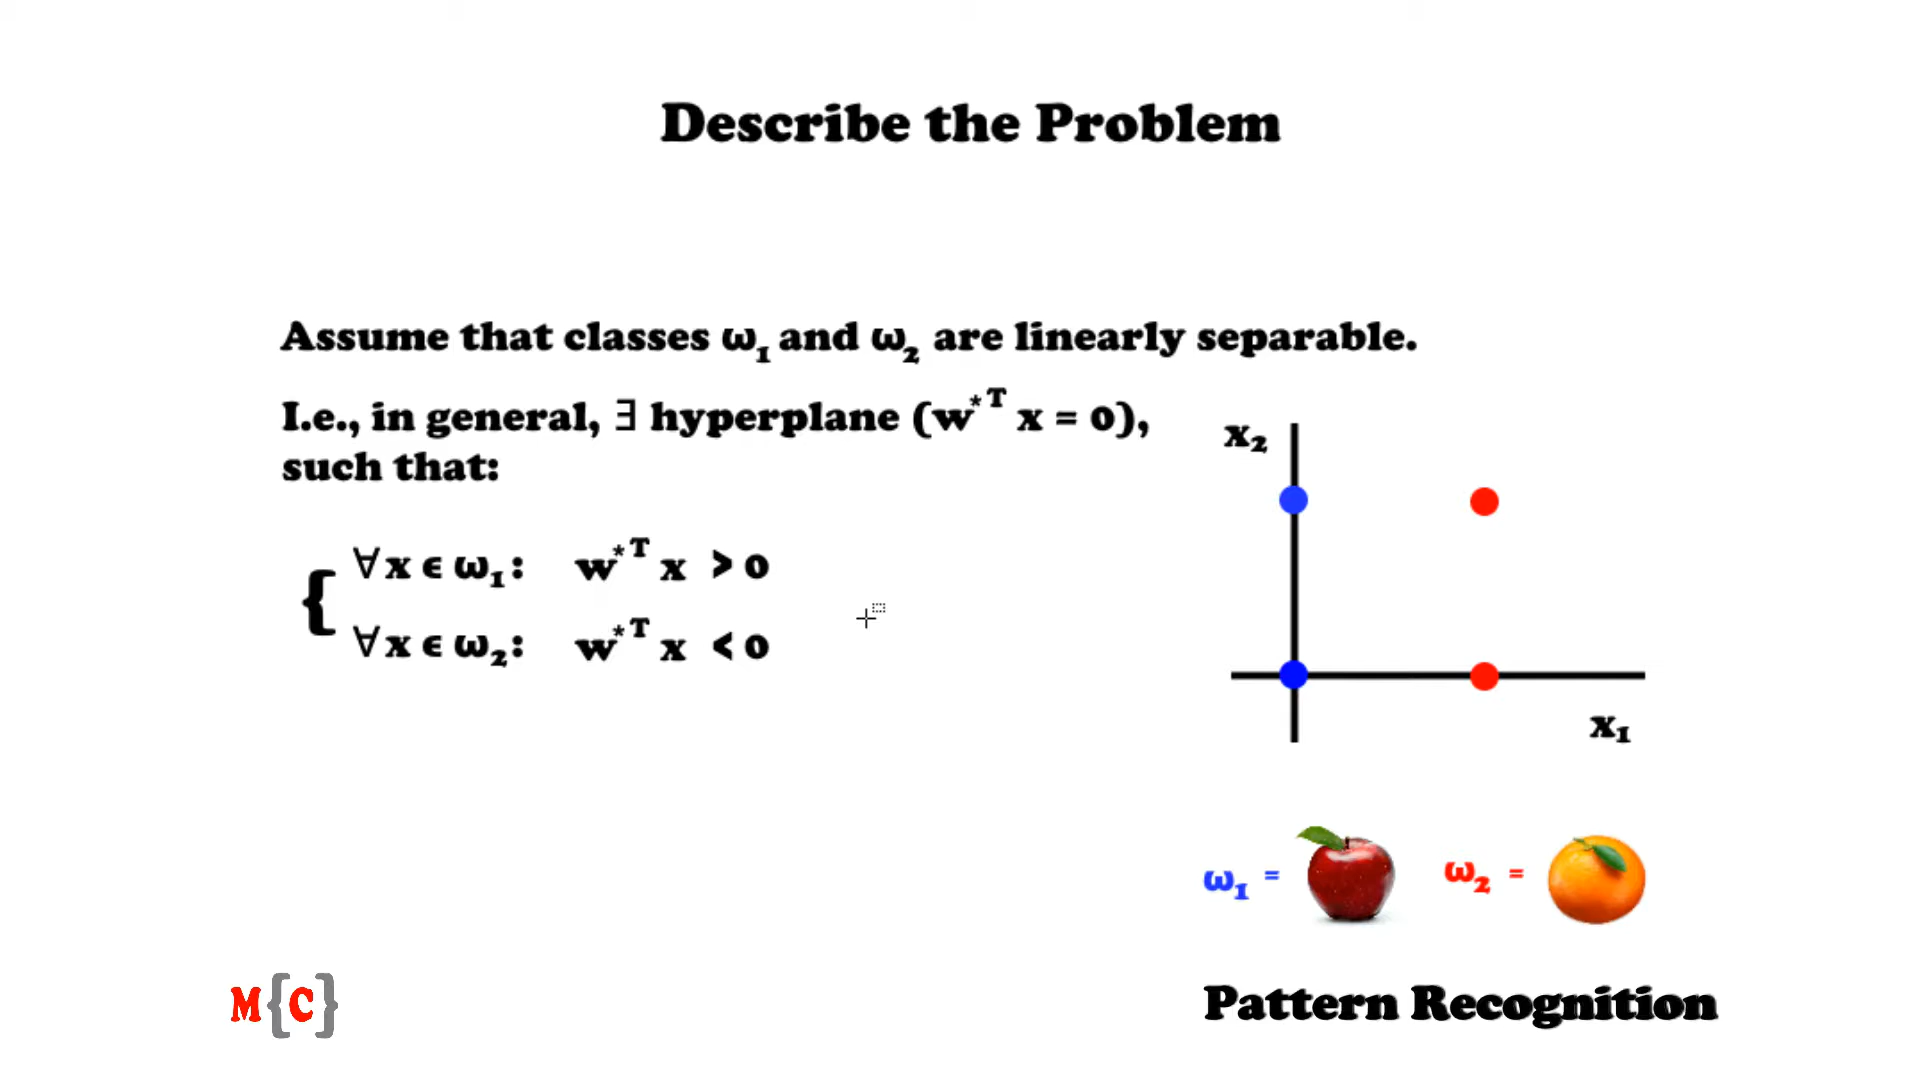 Describe the Problem
Assume that classes ω₁ and ω₂ are linearly separable.
I.e., in general, ∃ hyperplane (w*ᵀ x = 0),
such that:
{ ∀x ϵ ω₁: w*ᵀ x > 0
∀x ϵ ω₂: w*ᵀ x < 0
x₂
x₁
ω₁ =
ω₂ =
M{C}
Pattern Recognition